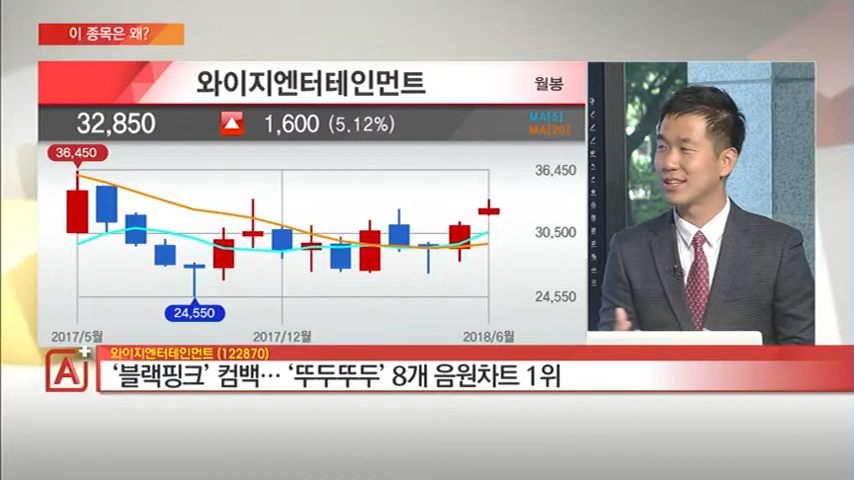 이 종목은 왜?
와이지엔터테인먼트
월봉
32,850
1,600 (5.12%)
MA[5]
MA[20]
36,450
36,450
30,500
24,550
24,550
2017/5월
2017/12월
2018/6월
A+
와이지엔터테인먼트 (122870)
‘블랙핑크’ 컴백… ‘뚜두뚜두’ 8개 음원차트 1위